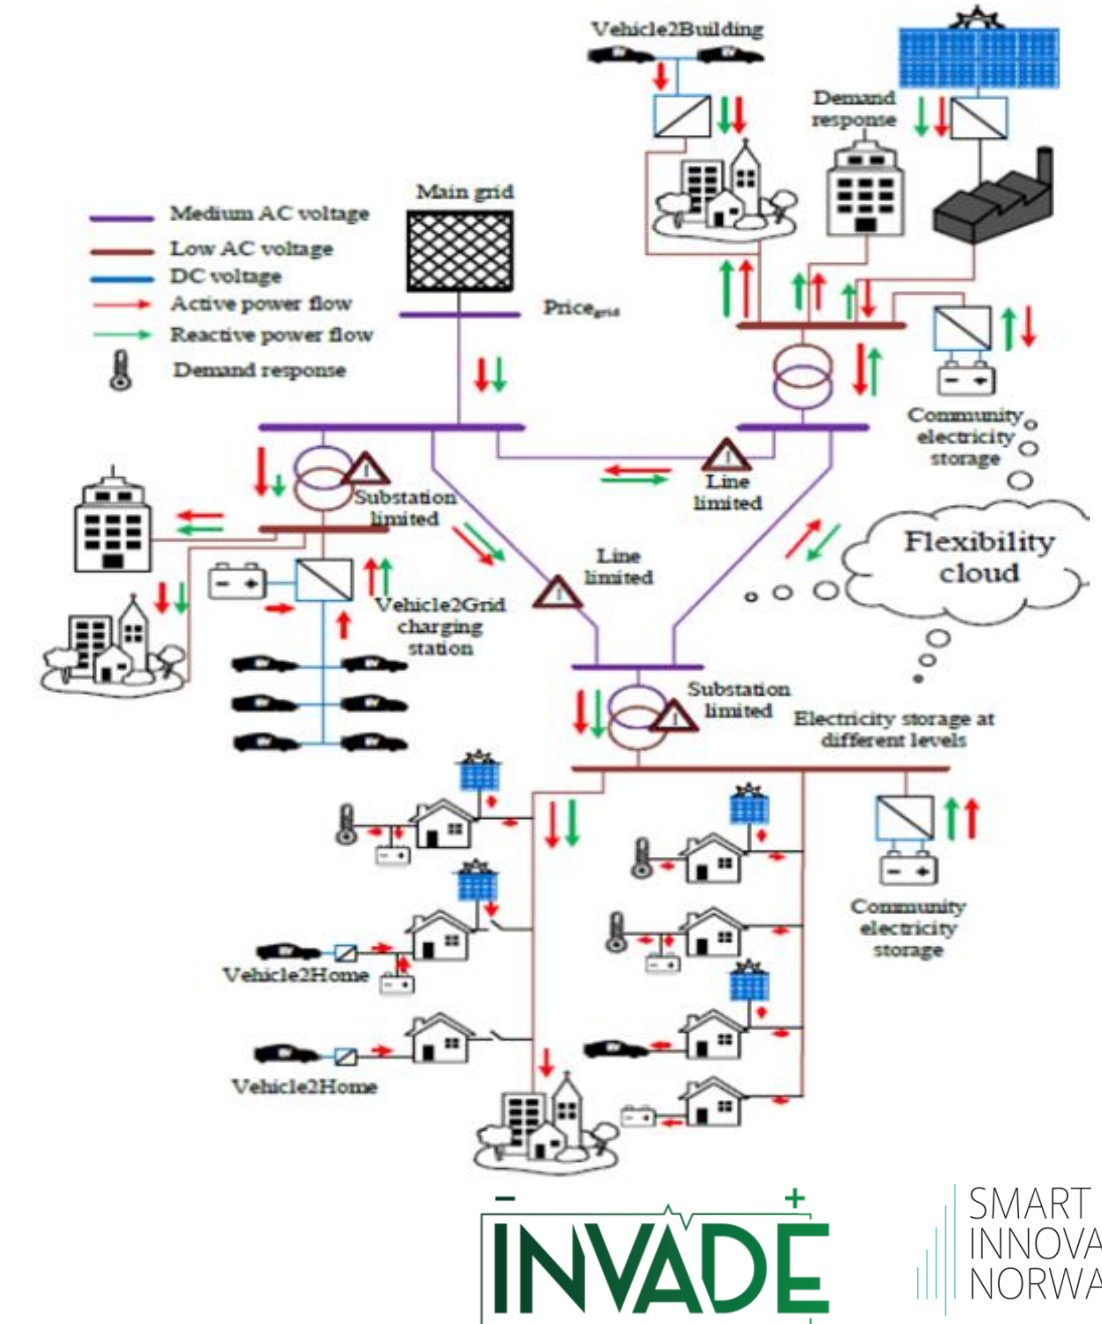 Vehicle2Building
Demand
response
Main grid
Medium AC voltage
Low AC voltage
DC voltage
Active power flow
Reactive power flow
Demand response
Pricegrid
Community
electricity
storage
Line
limited
Substation
limited
Flexibility
cloud
Line
limited
Vehicle2Grid
charging
station
Substation
limited
Electricity storage at
different levels
Community
electricity
storage
Vehicle2Home
Vehicle2Home
INVADE
SMART
INNOVA
NORWA